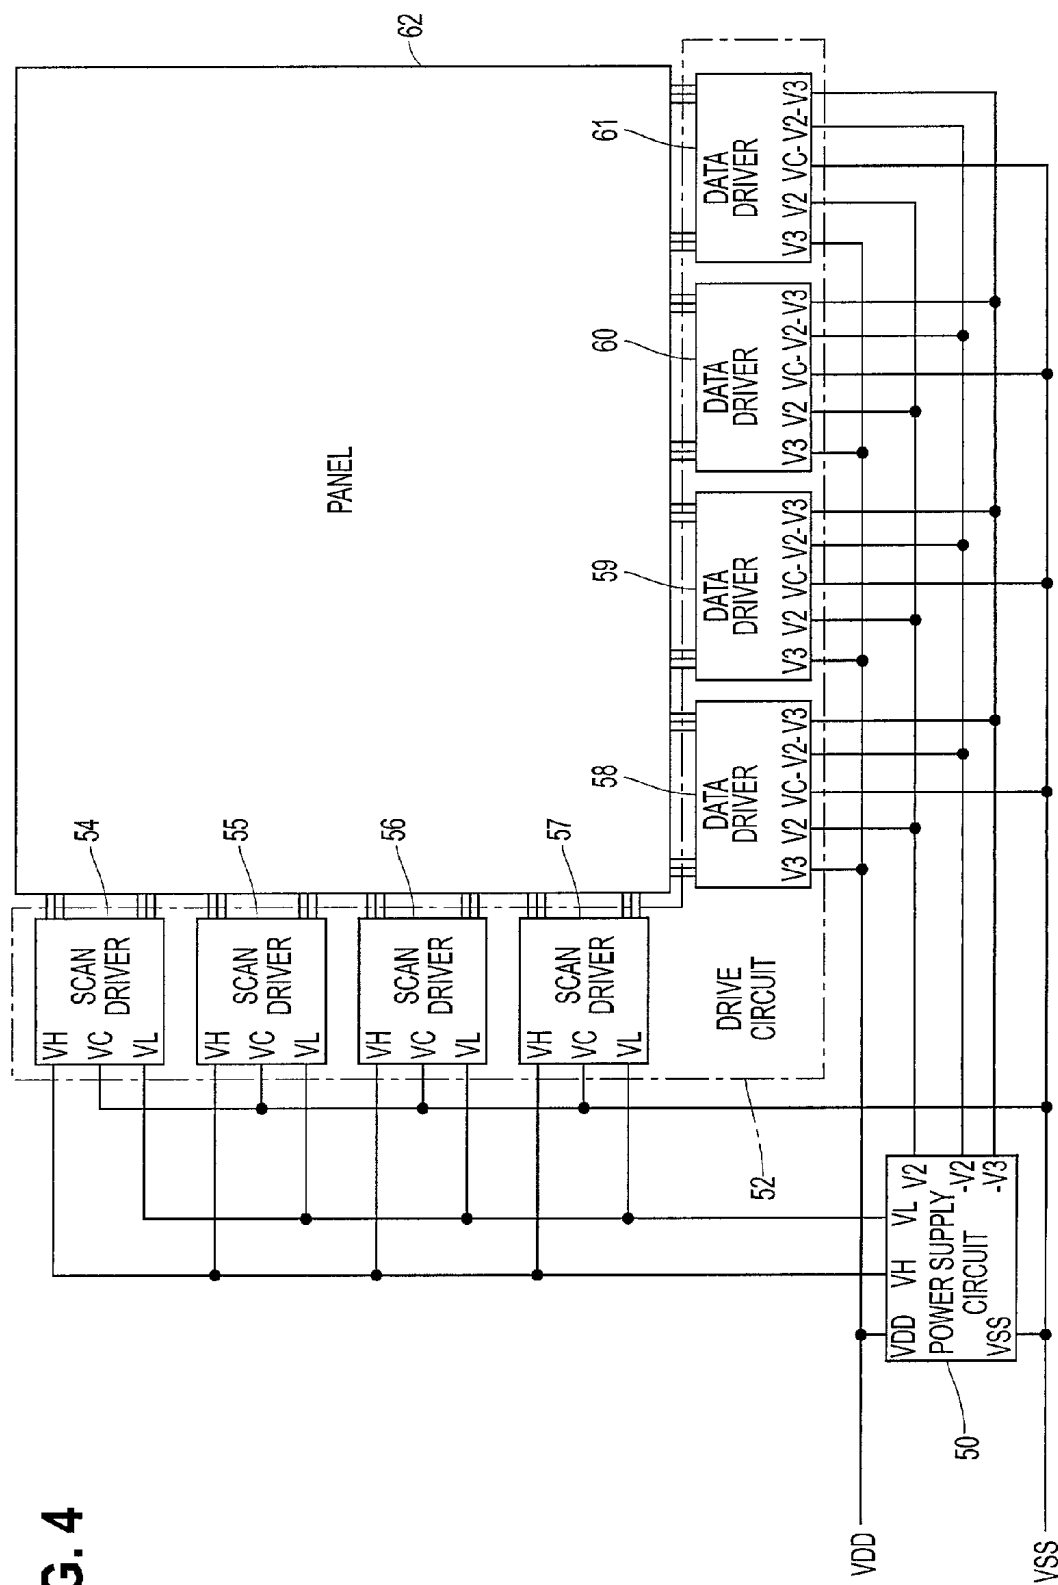 G. 4
62
PANEL
54
55
56
57
SCAN
DRIVER
VH
VC
VL
SCAN
DRIVER
VH
VC
VL
SCAN
DRIVER
VH
VC
VL
SCAN
DRIVER
VH
VC
VL
58
59
60
61
DATA
DRIVER
V3 V2 VC -V2 -V3
DATA
DRIVER
V3 V2 VC -V2 -V3
DATA
DRIVER
V3 V2 VC -V2 -V3
DATA
DRIVER
V3 V2 VC -V2 -V3
DRIVE
CIRCUIT
52
VDD VH VL V2
POWER SUPPLY
CIRCUIT
-V2
VSS -V3
50
VDD
VSS